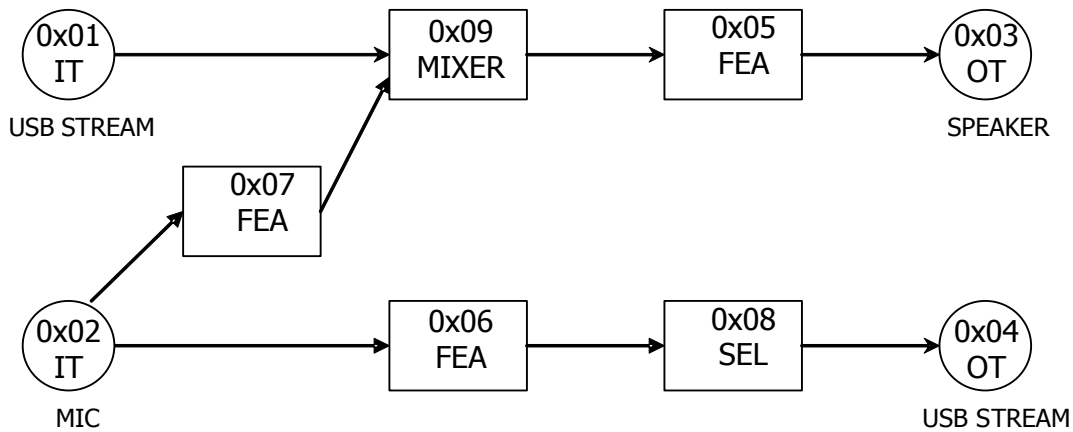 0x01
IT
USB STREAM
0x09
MIXER
0x05
FEA
0x03
OT
SPEAKER
0x07
FEA
0x02
IT
MIC
0x06
FEA
0x08
SEL
0x04
OT
USB STREAM